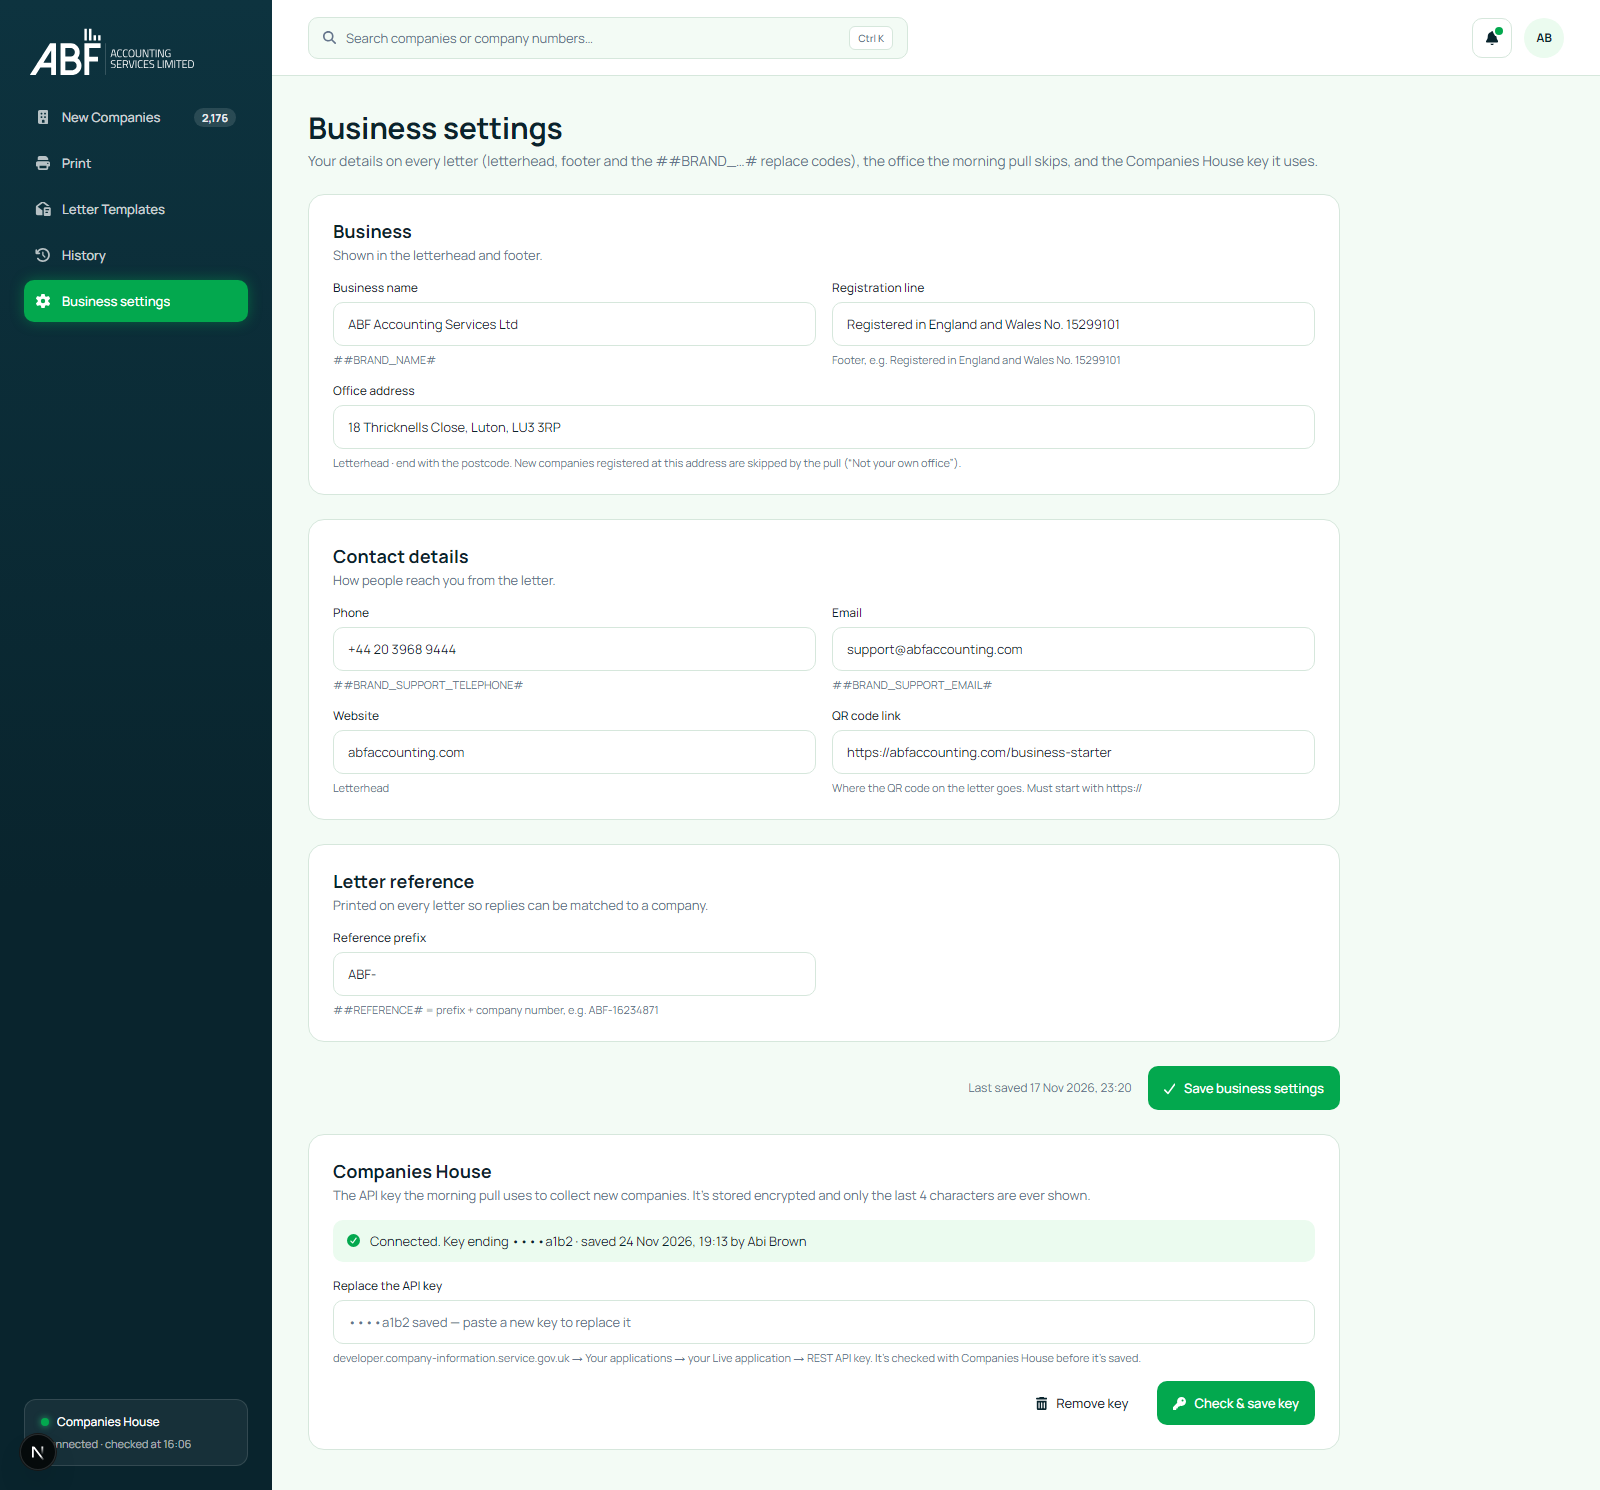 ABF ACCOUNTING
SERVICES LIMITED
New Companies 2,176
Print
Letter Templates
History
Business settings
Companies House
nnected · checked at 16:06
N
Search companies or company numbers...
Ctrl K
AB
Business settings
Your details on every letter (letterhead, footer and the ##BRAND_...# replace codes), the office the morning pull skips, and the Companies House key it uses.
Business
Shown in the letterhead and footer.
Business name
ABF Accounting Services Ltd
##BRAND_NAME#
Registration line
Registered in England and Wales No. 15299101
Footer, e.g. Registered in England and Wales No. 15299101
Office address
18 Thricknells Close, Luton, LU3 3RP
Letterhead · end with the postcode. New companies registered at this address are skipped by the pull (“Not your own office”).
Contact details
How people reach you from the letter.
Phone
+44 20 3968 9444
##BRAND_SUPPORT_TELEPHONE#
Email
support@abfaccounting.com
##BRAND_SUPPORT_EMAIL#
Website
abfaccounting.com
Letterhead
QR code link
https://abfaccounting.com/business-starter
Where the QR code on the letter goes. Must start with https://
Letter reference
Printed on every letter so replies can be matched to a company.
Reference prefix
ABF-
##REFERENCE# = prefix + company number, e.g. ABF-16234871
Last saved 17 Nov 2026, 23:20
Save business settings
Companies House
The API key the morning pull uses to collect new companies. It's stored encrypted and only the last 4 characters are ever shown.
Connected. Key ending ••••a1b2 · saved 24 Nov 2026, 19:13 by Abi Brown
Replace the API key
••••a1b2 saved — paste a new key to replace it
developer.company-information.service.gov.uk → Your applications → your Live application → REST API key. It's checked with Companies House before it's saved.
Remove key
Check & save key